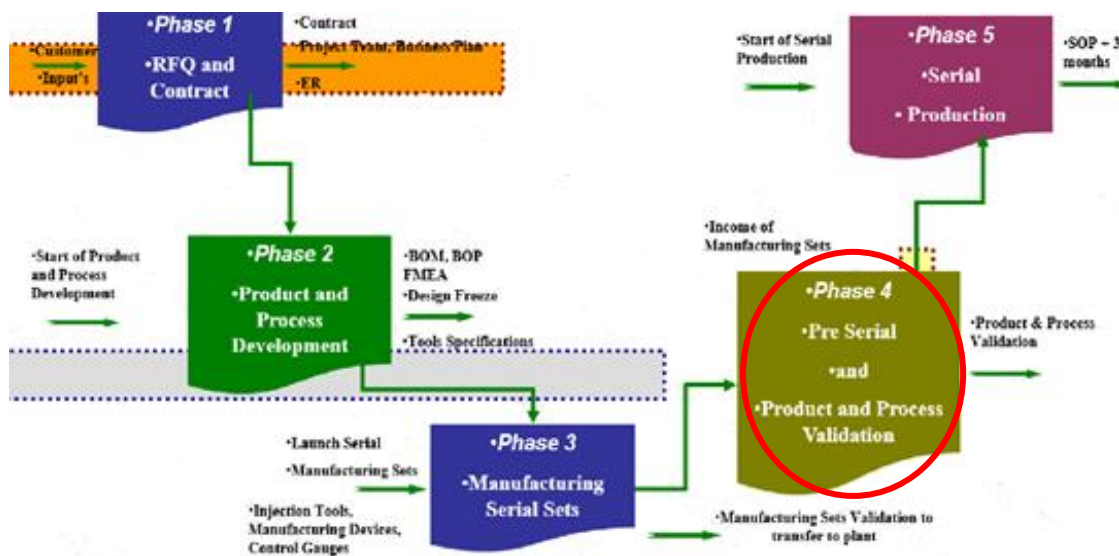 •Phase 1
•RFQ and
Contract
•Customer
•Input's
•Contract
•Project Team, Business Plan
•ER
•Start of Product
and Process
Development
•Phase 2
•Product and
Process
Development
•BOM, BOP
FMEA
•Design Freeze
•Tools Specifications
•Launch Serial
•Manufacturing Sets
•Injection Tools,
Manufacturing Devices,
Control Gauges
•Phase 3
•Manufacturing
Serial Sets
•Manufacturing Sets Validation to
transfer to plant
•Income of
Manufacturing Sets
•Phase 4
•Pre Serial
•and
•Product and Process
Validation
•Product & Process
Validation
•Start of Serial
Production
•Phase 5
•Serial
•Production
•SOP – 3
months